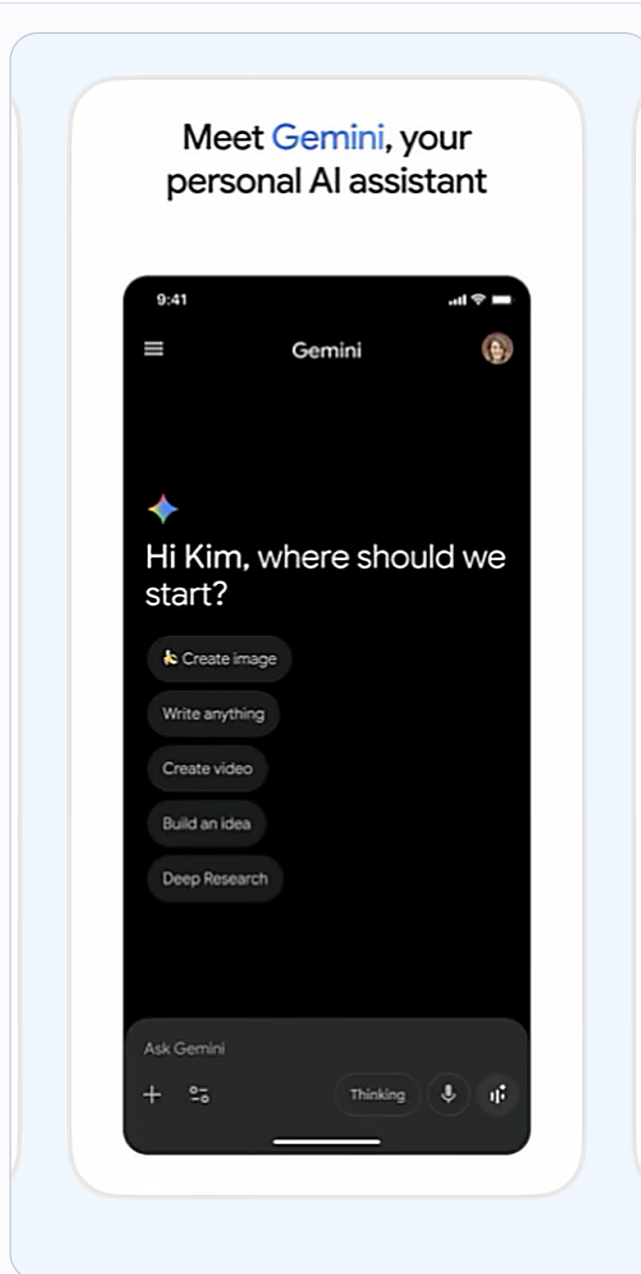 Meet Gemini, your
personal AI assistant
9:41
Gemini
Hi Kim, where should we
start?
Create image
Write anything
Create video
Build an idea
Deep Research
Ask Gemini
Thinking